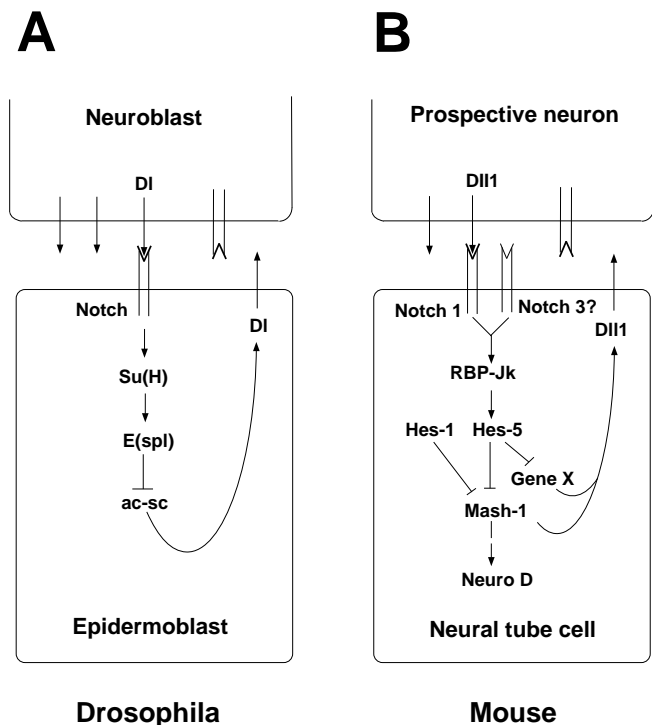 A
Neuroblast
Dl
Notch
Dl
Su(H)
E(spl)
ac-sc
Epidermoblast
Drosophila
B
Prospective neuron
Dll1
Notch 1
Notch 3?
Dll1
RBP-Jk
Hes-1
Hes-5
Gene X
Mash-1
Neuro D
Neural tube cell
Mouse